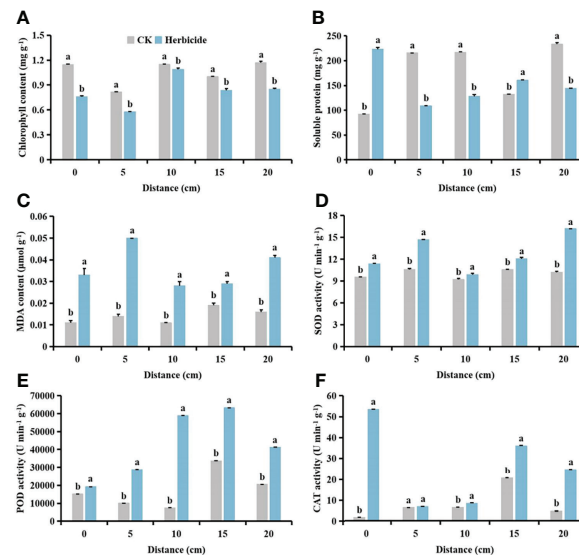 A
CK Herbicide
Chlorophyll content (mg g⁻¹)
1.5
1.2
0.9
0.6
0.3
0
a b a b a b a b a b
0 5 10 15 20
Distance (cm)
B
Soluble protein (mg g⁻¹)
250
200
150
100
50
0
b a a b a b b a a b
0 5 10 15 20
Distance (cm)
C
MDA content (μmol g⁻¹)
0.06
0.05
0.04
0.03
0.02
0.01
0
b a b a b a b a b a
0 5 10 15 20
Distance (cm)
D
SOD activity (U min⁻¹ g⁻¹)
18
15
12
9
6
3
0
b a b a b a b a b a
0 5 10 15 20
Distance (cm)
E
POD activity (U min⁻¹ g⁻¹)
70000
60000
50000
40000
30000
20000
10000
0
b a b a b a b a b a
0 5 10 15 20
Distance (cm)
F
CAT activity (U min⁻¹ g⁻¹)
60
50
40
30
20
10
0
b a a a b a b a b a
0 5 10 15 20
Distance (cm)